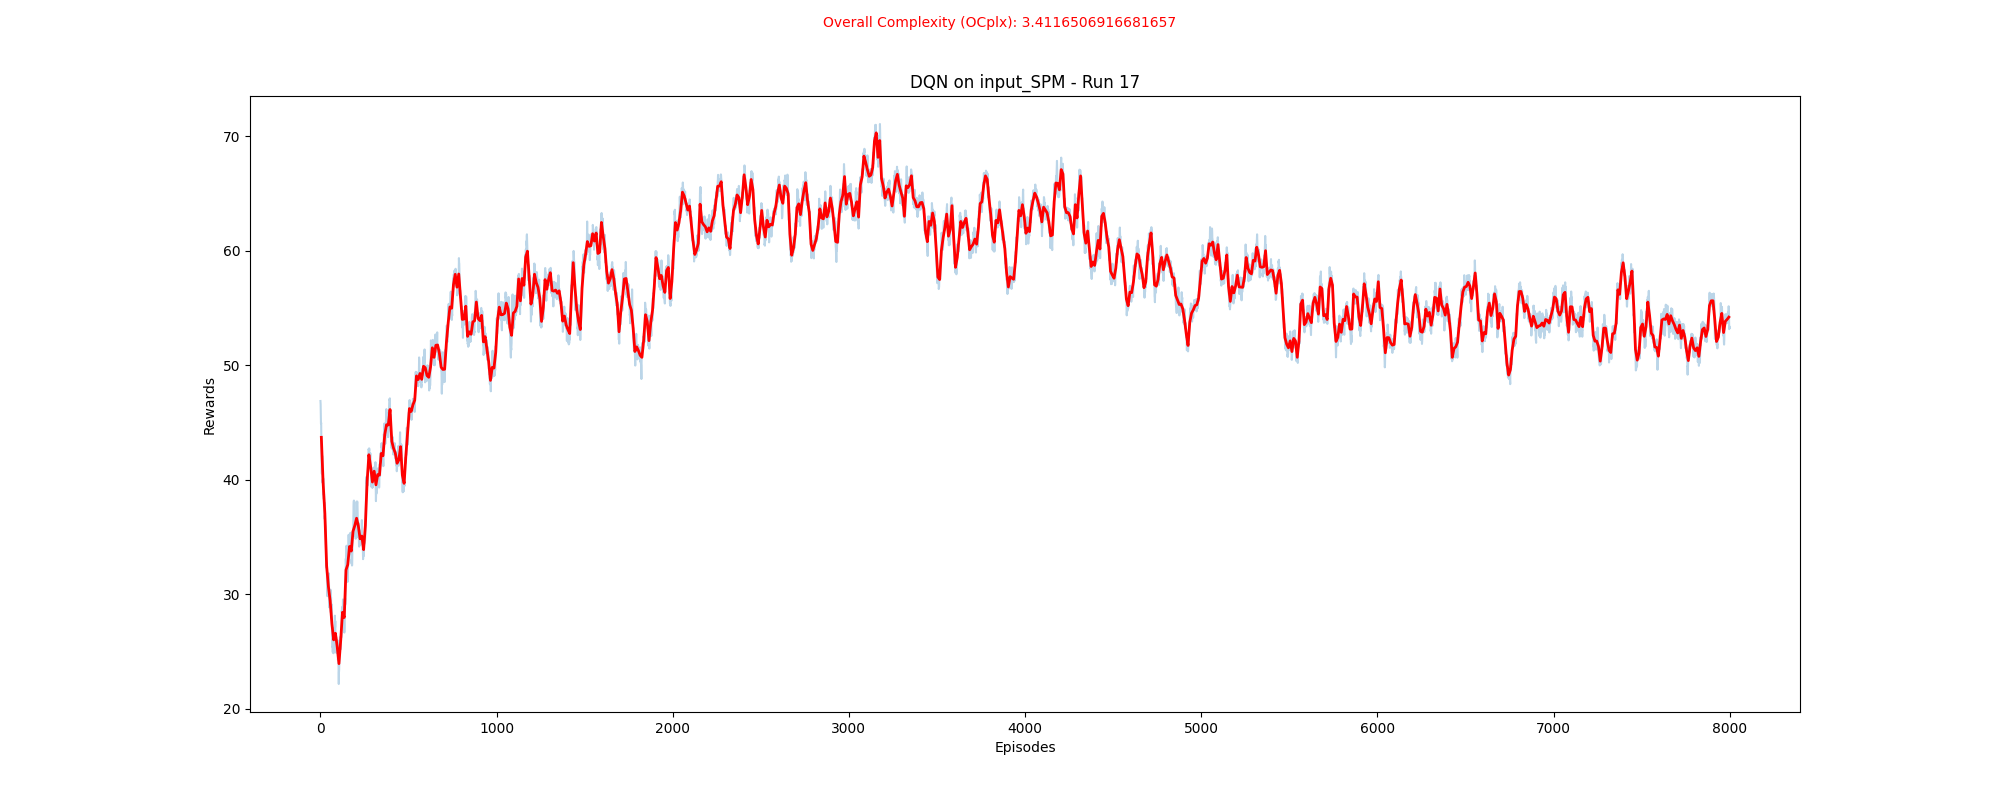 Overall Complexity (OCplx): 3.4116506916681657
DQN on input_SPM - Run 17
70
60
50
40
30
20
Rewards
0 1000 2000 3000 4000 5000 6000 7000 8000
Episodes